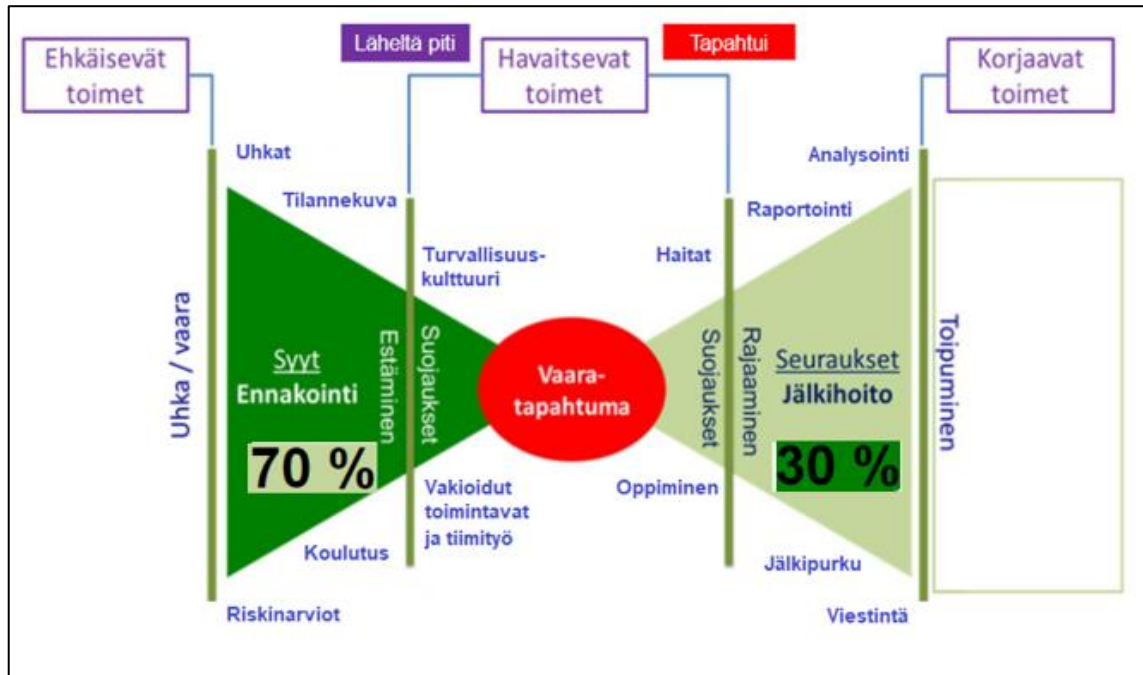 Läheltä piti
Tapahtui
Ehkäisevät
toimet
Havaitsevat
toimet
Korjaavat
toimet
Uhkat
Analysointi
Tilannekuva
Raportointi
Turvallisuus-
kulttuuri
Haitat
Uhka / vaara
Syyt
Ennakointi
70 %
Estäminen
Suojaukset
Vaara-
tapahtuma
Suojaukset
Rajaaminen
Seuraukset
Jälkihoito
30 %
Toipuminen
Vakioidut
toimintavat
ja tiimityö
Oppiminen
Koulutus
Jälkipurku
Riskinarviot
Viestintä